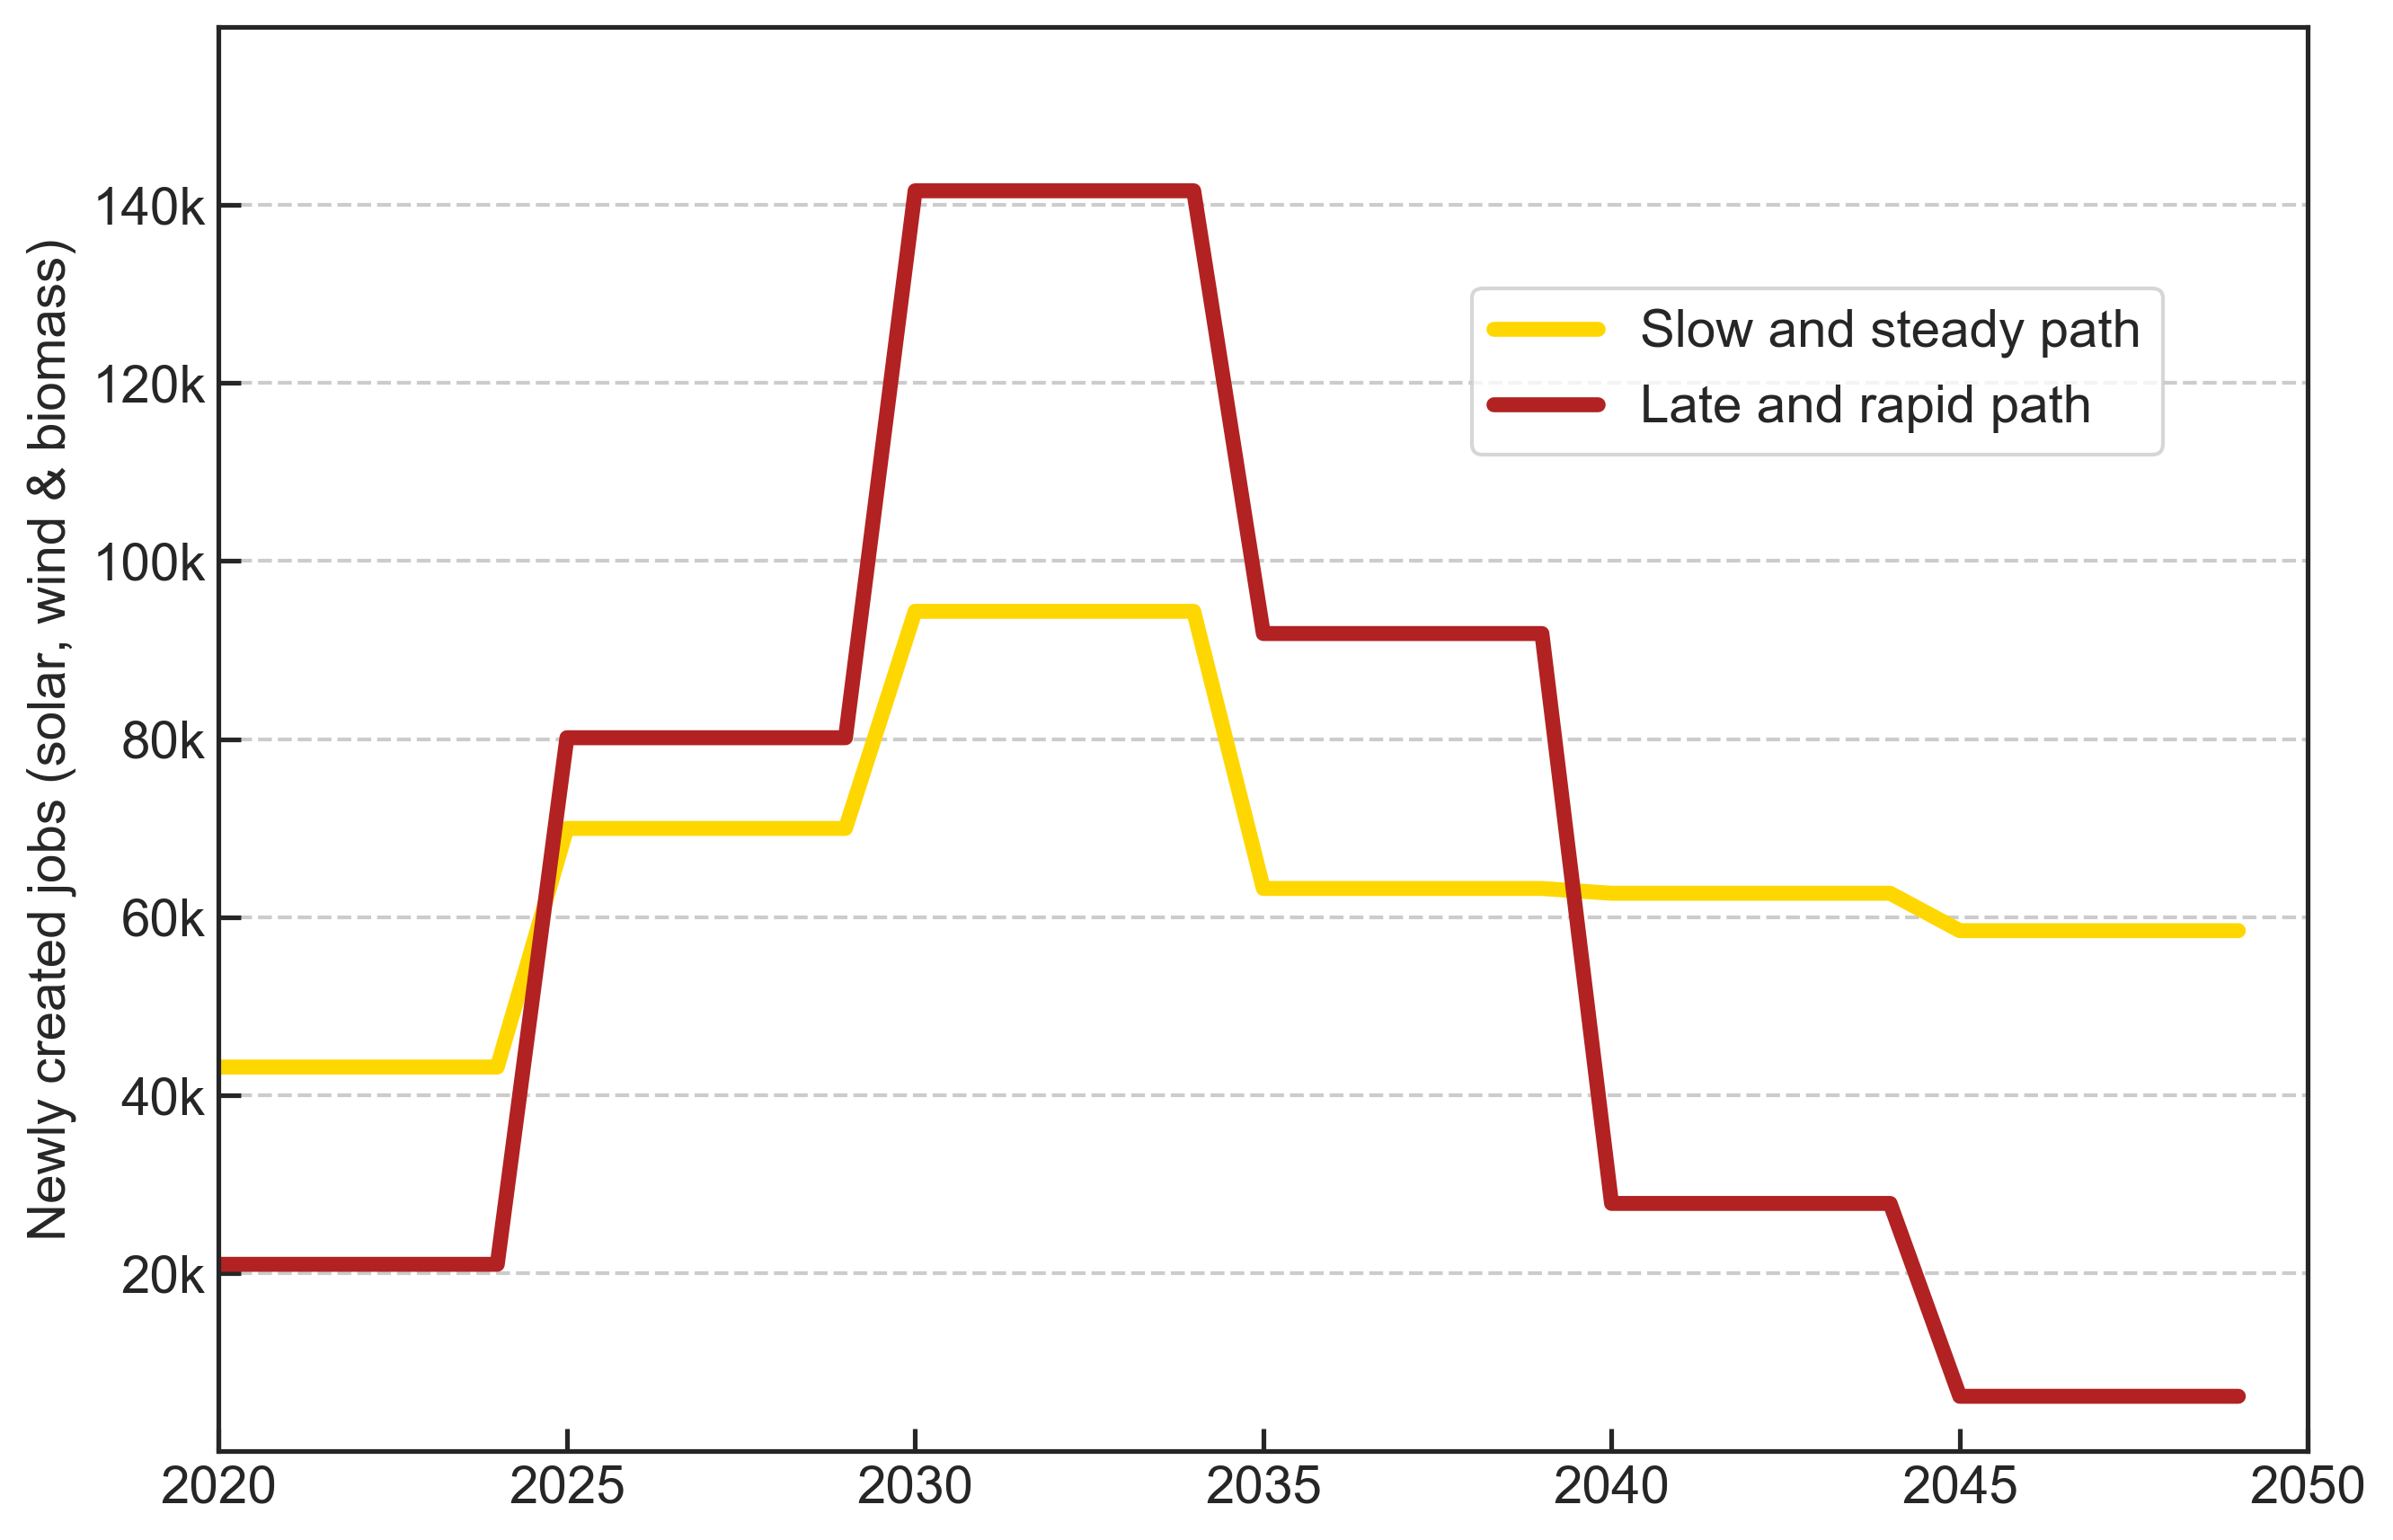 Newly created jobs (solar, wind & biomass)
140k
120k
100k
80k
60k
40k
20k
Slow and steady path
Late and rapid path
2020 2025 2030 2035 2040 2045 2050